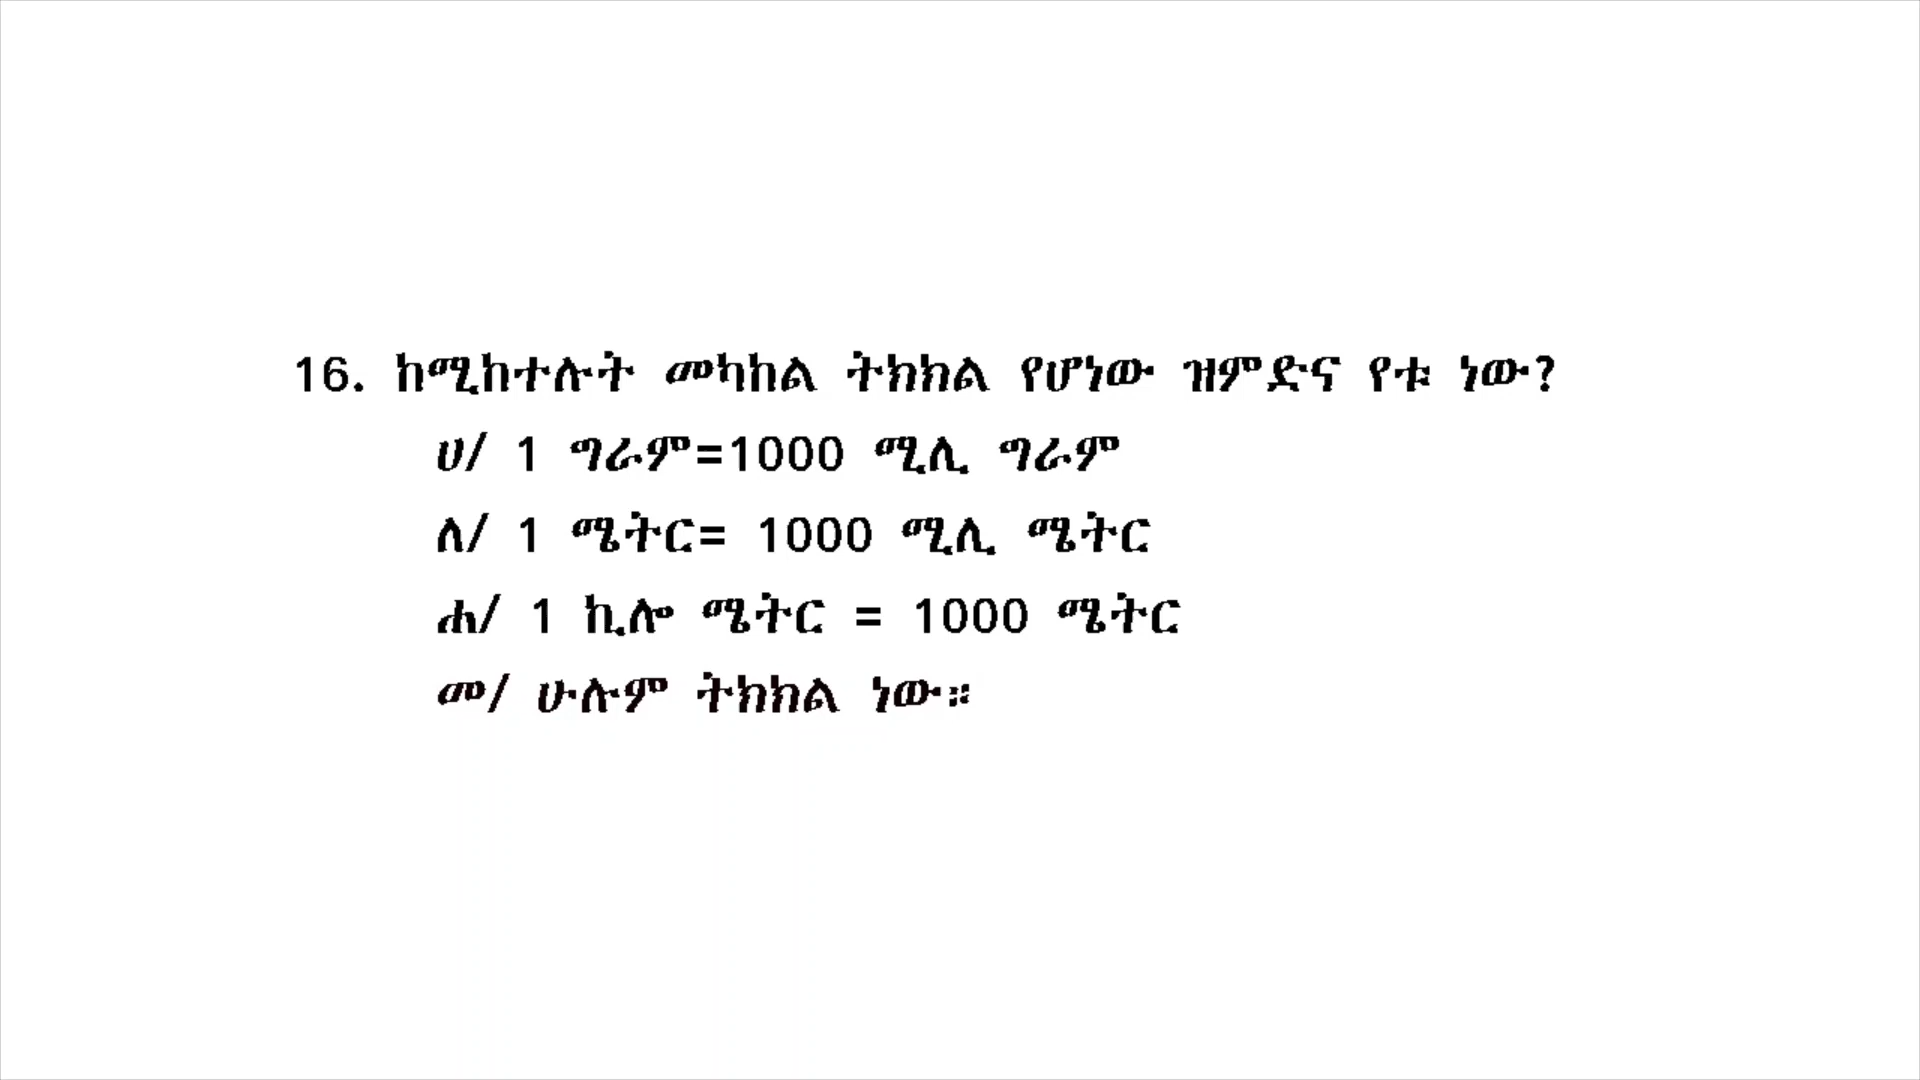 16. ከሚከተሉት መካከል ትክክል የሆነው ዝምድና የቱ ነው?
ሀ/ 1 ግራም=1000 ሚሊ ግራም
ለ/ 1 ሜትር= 1000 ሚሊ ሜትር
ሐ/ 1 ኪሎ ሜትር = 1000 ሜትር
መ/ ሁሉም ትክክል ነው።